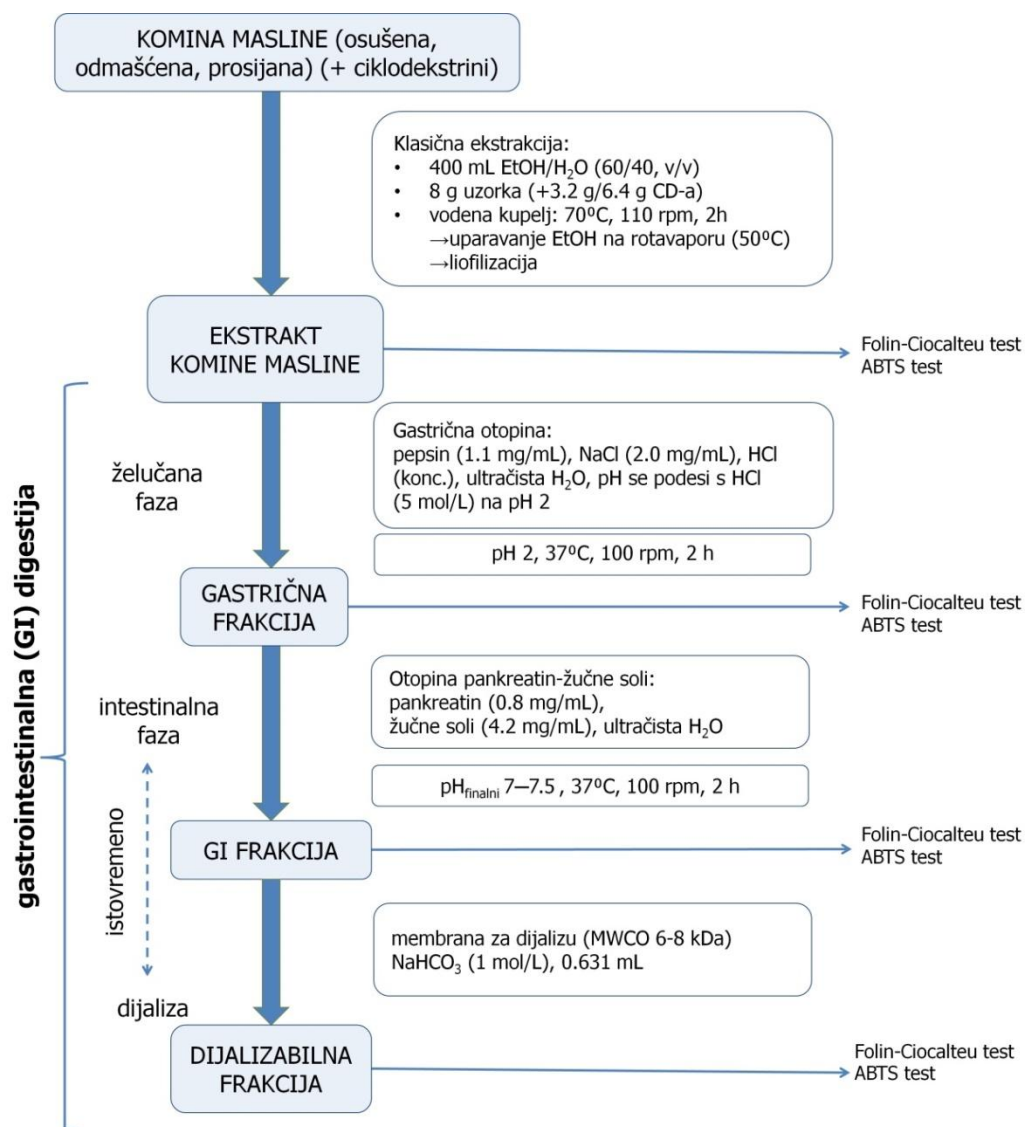 KOMINA MASLINE (osušena,
odmašćena, prosijana) (+ ciklodekstrini)
Klasična ekstrakcija:
• 400 mL EtOH/H₂O (60/40, v/v)
• 8 g uzorka (+3.2 g/6.4 g CD-a)
• vodena kupelj: 70ºC, 110 rpm, 2h
→uparavanje EtOH na rotavaporu (50ºC)
→liofilizacija
EKSTRAKT
KOMINE MASLINE
Folin-Ciocalteu test
ABTS test
gastrointestinalna (GI) digestija
želučana
faza
Gastrična otopina:
pepsin (1.1 mg/mL), NaCl (2.0 mg/mL), HCl
(konc.), ultračista H₂O, pH se podesi s HCl
(5 mol/L) na pH 2
pH 2, 37ºC, 100 rpm, 2 h
GASTRIČNA
FRAKCIJA
Folin-Ciocalteu test
ABTS test
intestinalna
faza
Otopina pankreatin-žučne soli:
pankreatin (0.8 mg/mL),
žučne soli (4.2 mg/mL), ultračista H₂O
pHfinalni 7—7.5 , 37ºC, 100 rpm, 2 h
istovremeno
GI FRAKCIJA
Folin-Ciocalteu test
ABTS test
membrana za dijalizu (MWCO 6-8 kDa)
NaHCO₃ (1 mol/L), 0.631 mL
dijaliza
DIJALIZABILNA
FRAKCIJA
Folin-Ciocalteu test
ABTS test